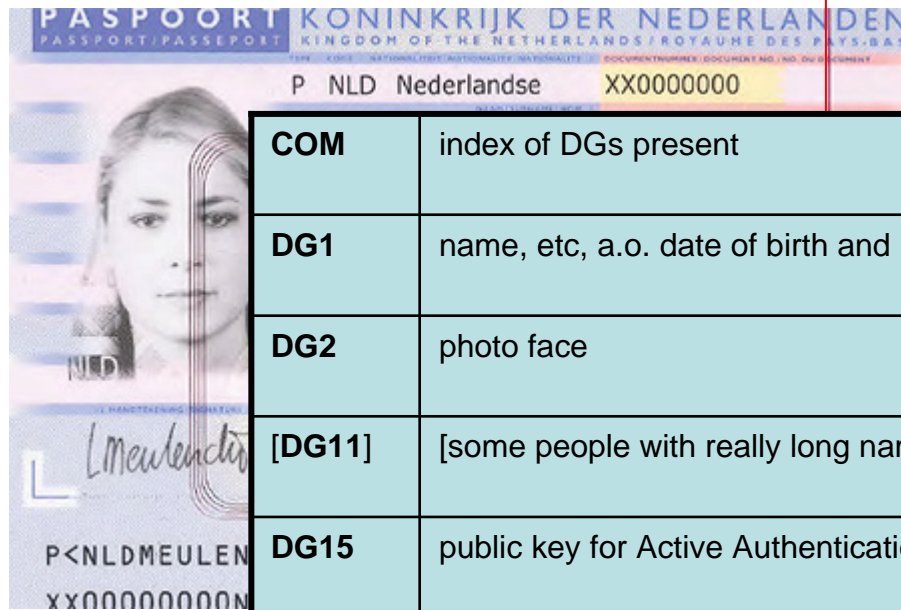 PASPOORT KONINKRIJK DER NEDERLANDEN
PASSPORT/PASSEPORT KINGDOM OF THE NETHERLANDS/ROYAUME DES PAYS-BAS
P NLD Nederlandse XX0000000
COM index of DGs present
DG1 name, etc, a.o. date of birth and
DG2 photo face
NLD
[DG11] [some people with really long nar
DG15 public key for Active Authenticati
P<NLDMEULEN
XX00000000N